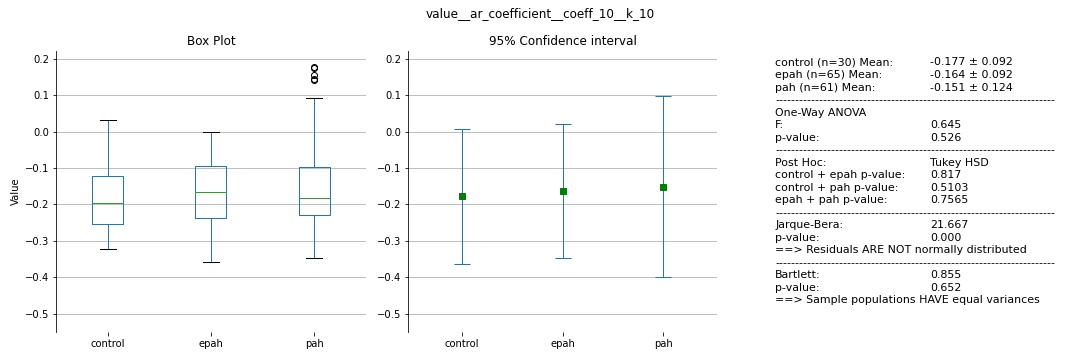 value__ar_coefficient__coeff_10__k_10
Box Plot
0.2
0.1
0.0
−0.1
−0.2
−0.3
−0.4
−0.5
Value
control epah pah
95% Confidence interval
0.2
0.1
0.0
−0.1
−0.2
−0.3
−0.4
−0.5
control epah pah
control (n=30) Mean: -0.177 ± 0.092
epah (n=65) Mean: -0.164 ± 0.092
pah (n=61) Mean: -0.151 ± 0.124
One-Way ANOVA
F: 0.645
p-value: 0.526
Post Hoc: Tukey HSD
control + epah p-value: 0.817
control + pah p-value: 0.5103
epah + pah p-value: 0.7565
Jarque-Bera: 21.667
p-value: 0.000
==> Residuals ARE NOT normally distributed
Bartlett: 0.855
p-value: 0.652
==> Sample populations HAVE equal variances